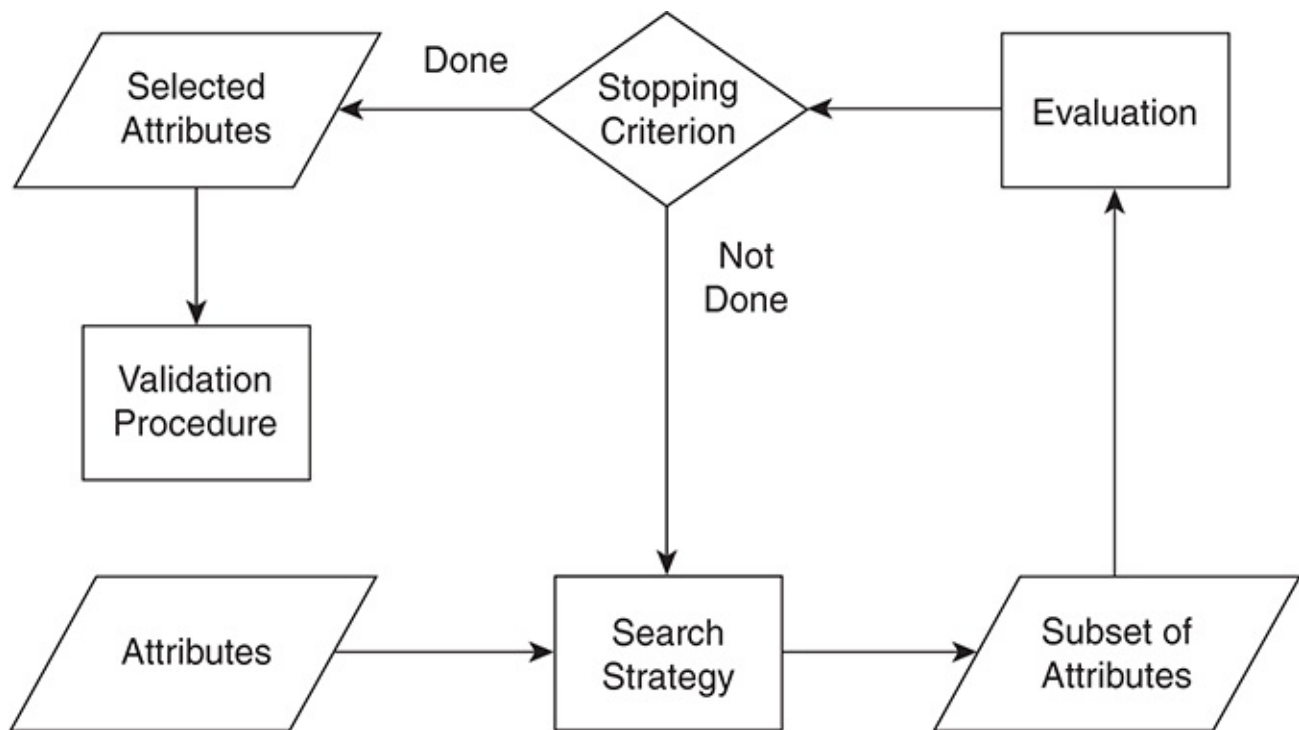 Selected
Attributes
Done
Stopping
Criterion
Evaluation
Not
Done
Validation
Procedure
Attributes
Search
Strategy
Subset of
Attributes